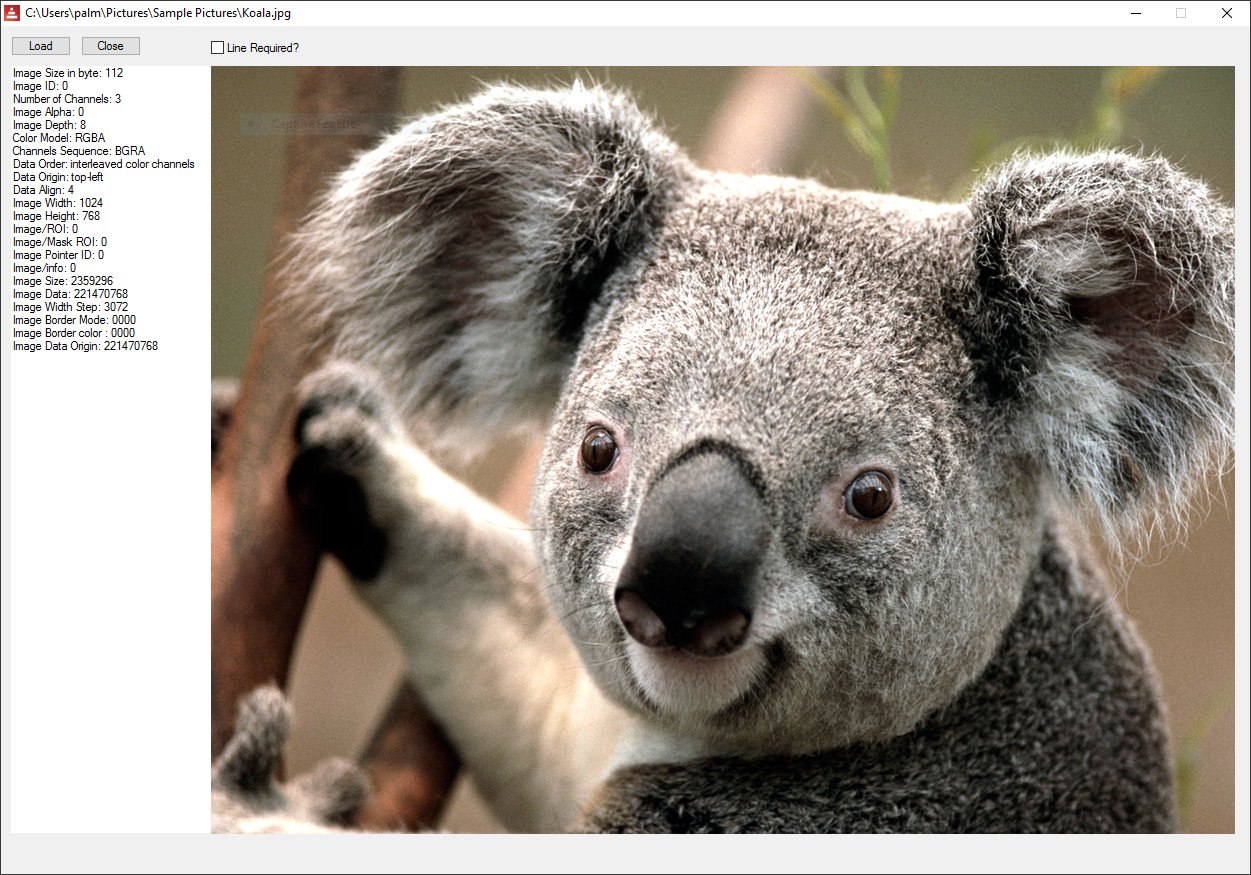 C:\Users\palm\Pictures\Sample Pictures\Koala.jpg
Load Close Line Required?
Image Size in byte: 112
Image ID: 0
Number of Channels: 3
Image Alpha: 0
Image Depth: 8
Color Model: RGBA
Channels Sequence: BGRA
Data Order: interleaved color channels
Data Origin: top-left
Data Align: 4
Image Width: 1024
Image Height: 768
Image/ROI: 0
Image/Mask ROI: 0
Image Pointer ID: 0
Image/info: 0
Image Size: 2359296
Image Data: 221470768
Image Width Step: 3072
Image Border Mode: 0000
Image Border color : 0000
Image Data Origin: 221470768
Capture Fenêtre